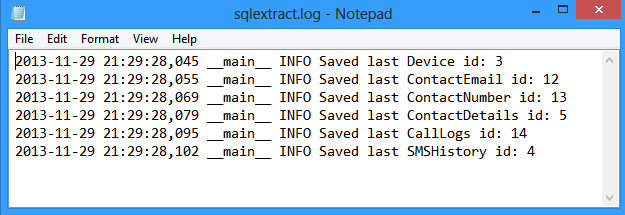 sqlextract.log - Notepad
File Edit Format View Help
2013-11-29 21:29:28,045 __main__ INFO Saved last Device id: 3
2013-11-29 21:29:28,055 __main__ INFO Saved last ContactEmail id: 12
2013-11-29 21:29:28,069 __main__ INFO Saved last ContactNumber id: 13
2013-11-29 21:29:28,079 __main__ INFO Saved last ContactDetails id: 5
2013-11-29 21:29:28,095 __main__ INFO Saved last CallLogs id: 14
2013-11-29 21:29:28,102 __main__ INFO Saved last SMSHistory id: 4